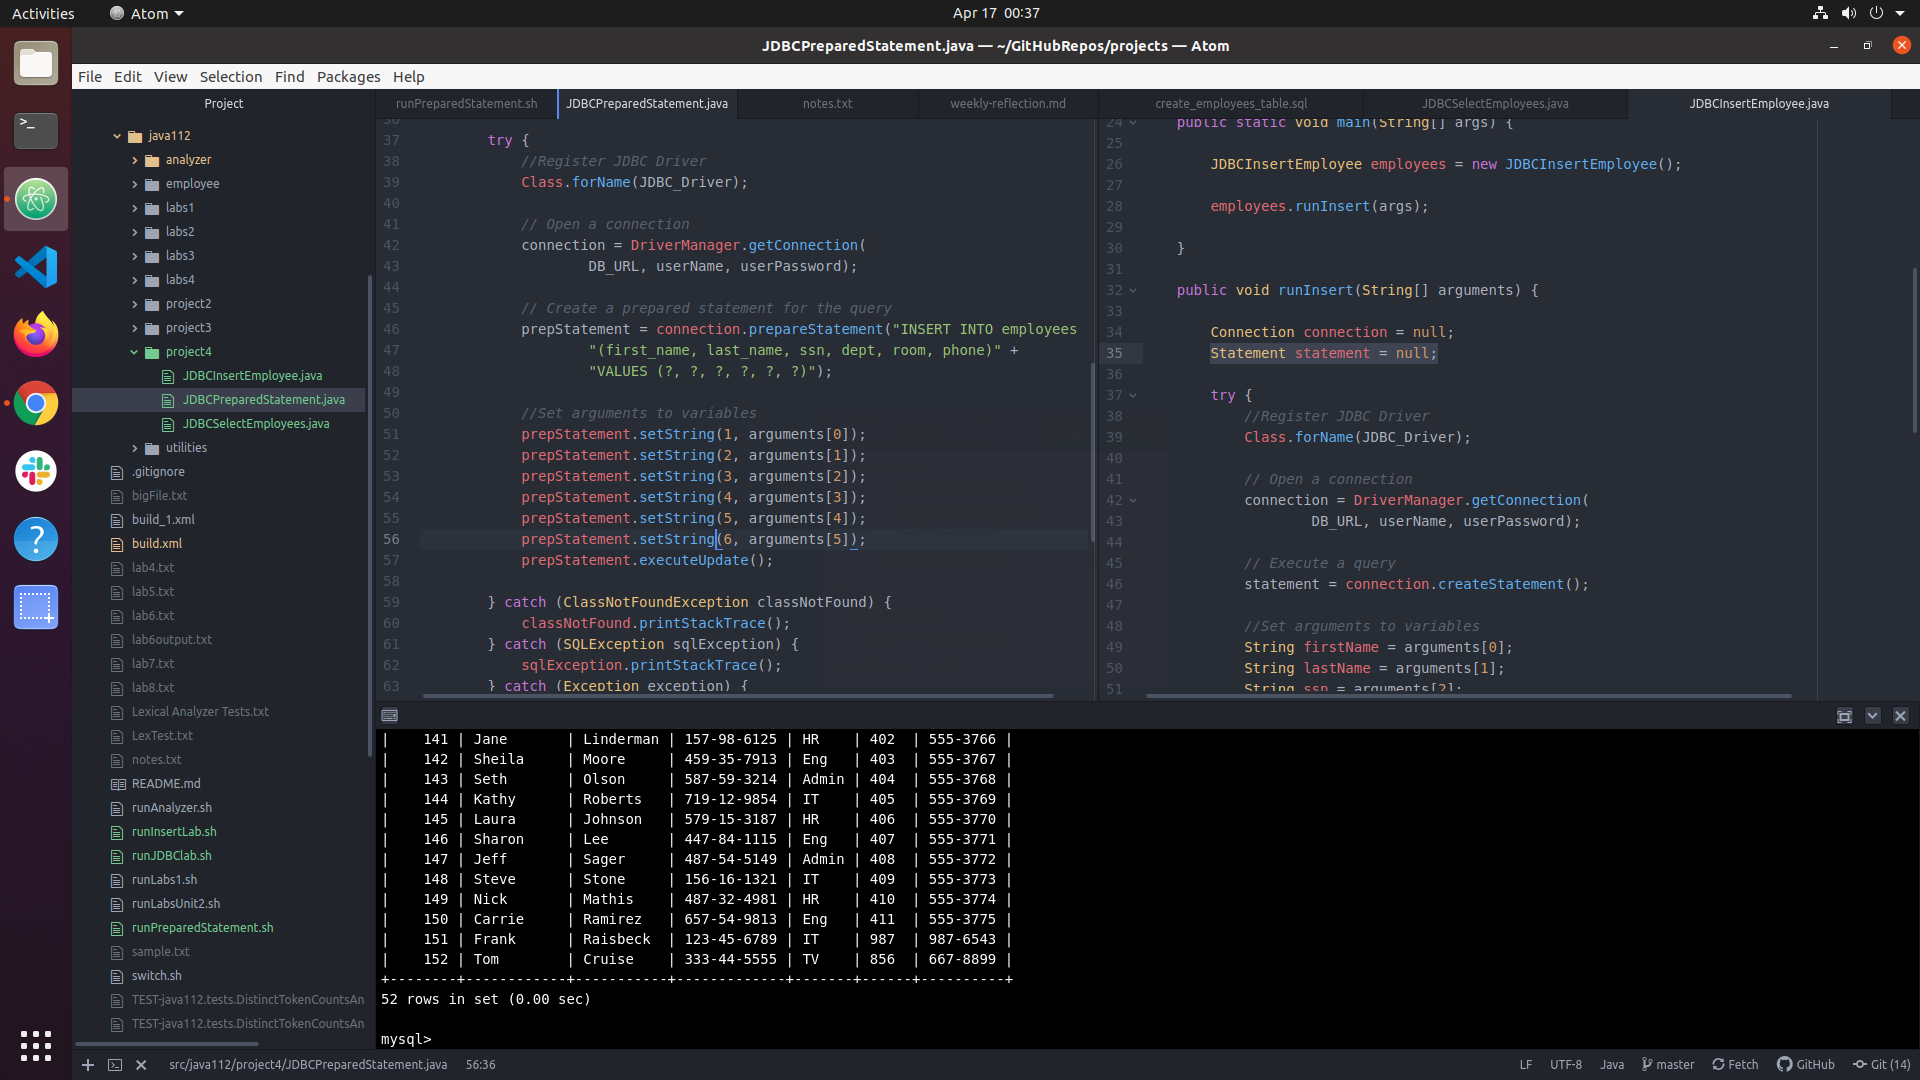 Activities
Atom
Apr 17 00:37
JDBCPreparedStatement.java — ~/GitHubRepos/projects — Atom
File Edit View Selection Find Packages Help
Project
java112
analyzer
employee
labs1
labs2
labs3
labs4
project2
project3
project4
JDBCInsertEmployee.java
JDBCPreparedStatement.java
JDBCSelectEmployees.java
utilities
.gitignore
bigFile.txt
build_1.xml
build.xml
lab4.txt
lab5.txt
lab6.txt
lab6output.txt
lab7.txt
lab8.txt
Lexical Analyzer Tests.txt
LexTest.txt
notes.txt
README.md
runAnalyzer.sh
runInsertLab.sh
runJDBClab.sh
runLabs1.sh
runLabsUnit2.sh
runPreparedStatement.sh
sample.txt
switch.sh
TEST-java112.tests.DistinctTokenCountsAn
TEST-java112.tests.DistinctTokenCountsAn
runPreparedStatement.sh
JDBCPreparedStatement.java
notes.txt
weekly-reflection.md
36
37 try {
38 //Register JDBC Driver
39 Class.forName(JDBC_Driver);
40
41 // Open a connection
42 connection = DriverManager.getConnection(
43 DB_URL, userName, userPassword);
44
45 // Create a prepared statement for the query
46 prepStatement = connection.prepareStatement("INSERT INTO employees
47 "(first_name, last_name, ssn, dept, room, phone)" +
48 "VALUES (?, ?, ?, ?, ?, ?)");
49
50 //Set arguments to variables
51 prepStatement.setString(1, arguments[0]);
52 prepStatement.setString(2, arguments[1]);
53 prepStatement.setString(3, arguments[2]);
54 prepStatement.setString(4, arguments[3]);
55 prepStatement.setString(5, arguments[4]);
56 prepStatement.setString(6, arguments[5]);
57 prepStatement.executeUpdate();
58
59 } catch (ClassNotFoundException classNotFound) {
60 classNotFound.printStackTrace();
61 } catch (SQLException sqlException) {
62 sqlException.printStackTrace();
63 } catch (Exception exception) {
create_employees_table.sql
JDBCSelectEmployees.java
JDBCInsertEmployee.java
24 public static void main(String[] args) {
25
26 JDBCInsertEmployee employees = new JDBCInsertEmployee();
27
28 employees.runInsert(args);
29
30 }
31
32 public void runInsert(String[] arguments) {
33
34 Connection connection = null;
35 Statement statement = null;
36
37 try {
38 //Register JDBC Driver
39 Class.forName(JDBC_Driver);
40
41 // Open a connection
42 connection = DriverManager.getConnection(
43 DB_URL, userName, userPassword);
44
45 // Execute a query
46 statement = connection.createStatement();
47
48 //Set arguments to variables
49 String firstName = arguments[0];
50 String lastName = arguments[1];
51 String ssn = arguments[2];
| 141 | Jane | Linderman | 157-98-6125 | HR | 402 | 555-3766 |
| 142 | Sheila | Moore | 459-35-7913 | Eng | 403 | 555-3767 |
| 143 | Seth | Olson | 587-59-3214 | Admin | 404 | 555-3768 |
| 144 | Kathy | Roberts | 719-12-9854 | IT | 405 | 555-3769 |
| 145 | Laura | Johnson | 579-15-3187 | HR | 406 | 555-3770 |
| 146 | Sharon | Lee | 447-84-1115 | Eng | 407 | 555-3771 |
| 147 | Jeff | Sager | 487-54-5149 | Admin | 408 | 555-3772 |
| 148 | Steve | Stone | 156-16-1321 | IT | 409 | 555-3773 |
| 149 | Nick | Mathis | 487-32-4981 | HR | 410 | 555-3774 |
| 150 | Carrie | Ramirez | 657-54-9813 | Eng | 411 | 555-3775 |
| 151 | Frank | Raisbeck | 123-45-6789 | IT | 987 | 987-6543 |
| 152 | Tom | Cruise | 333-44-5555 | TV | 856 | 667-8899 |
+--------+-----------+-----------+-------------+-------+------+----------+
52 rows in set (0.00 sec)
mysql>
src/java112/project4/JDBCPreparedStatement.java 56:36
LF UTF-8 Java master Fetch GitHub Git (14)